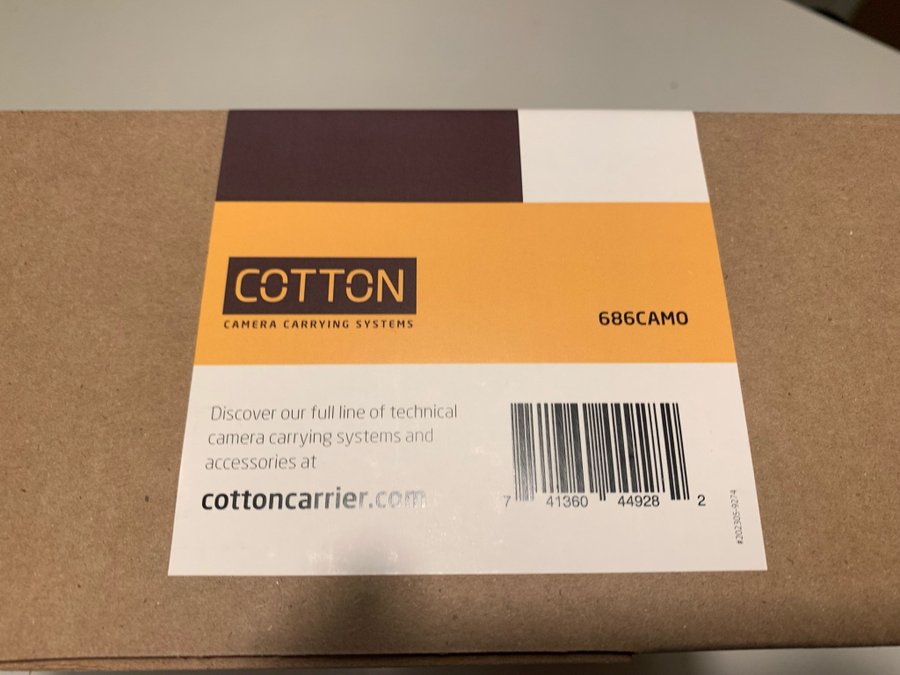 COTTON
CAMERA CARRYING SYSTEMS
686CAMO
Discover our full line of technical
camera carrying systems and
accessories at
cottoncarrier.com
7 41360 44928 2
#202305-9274